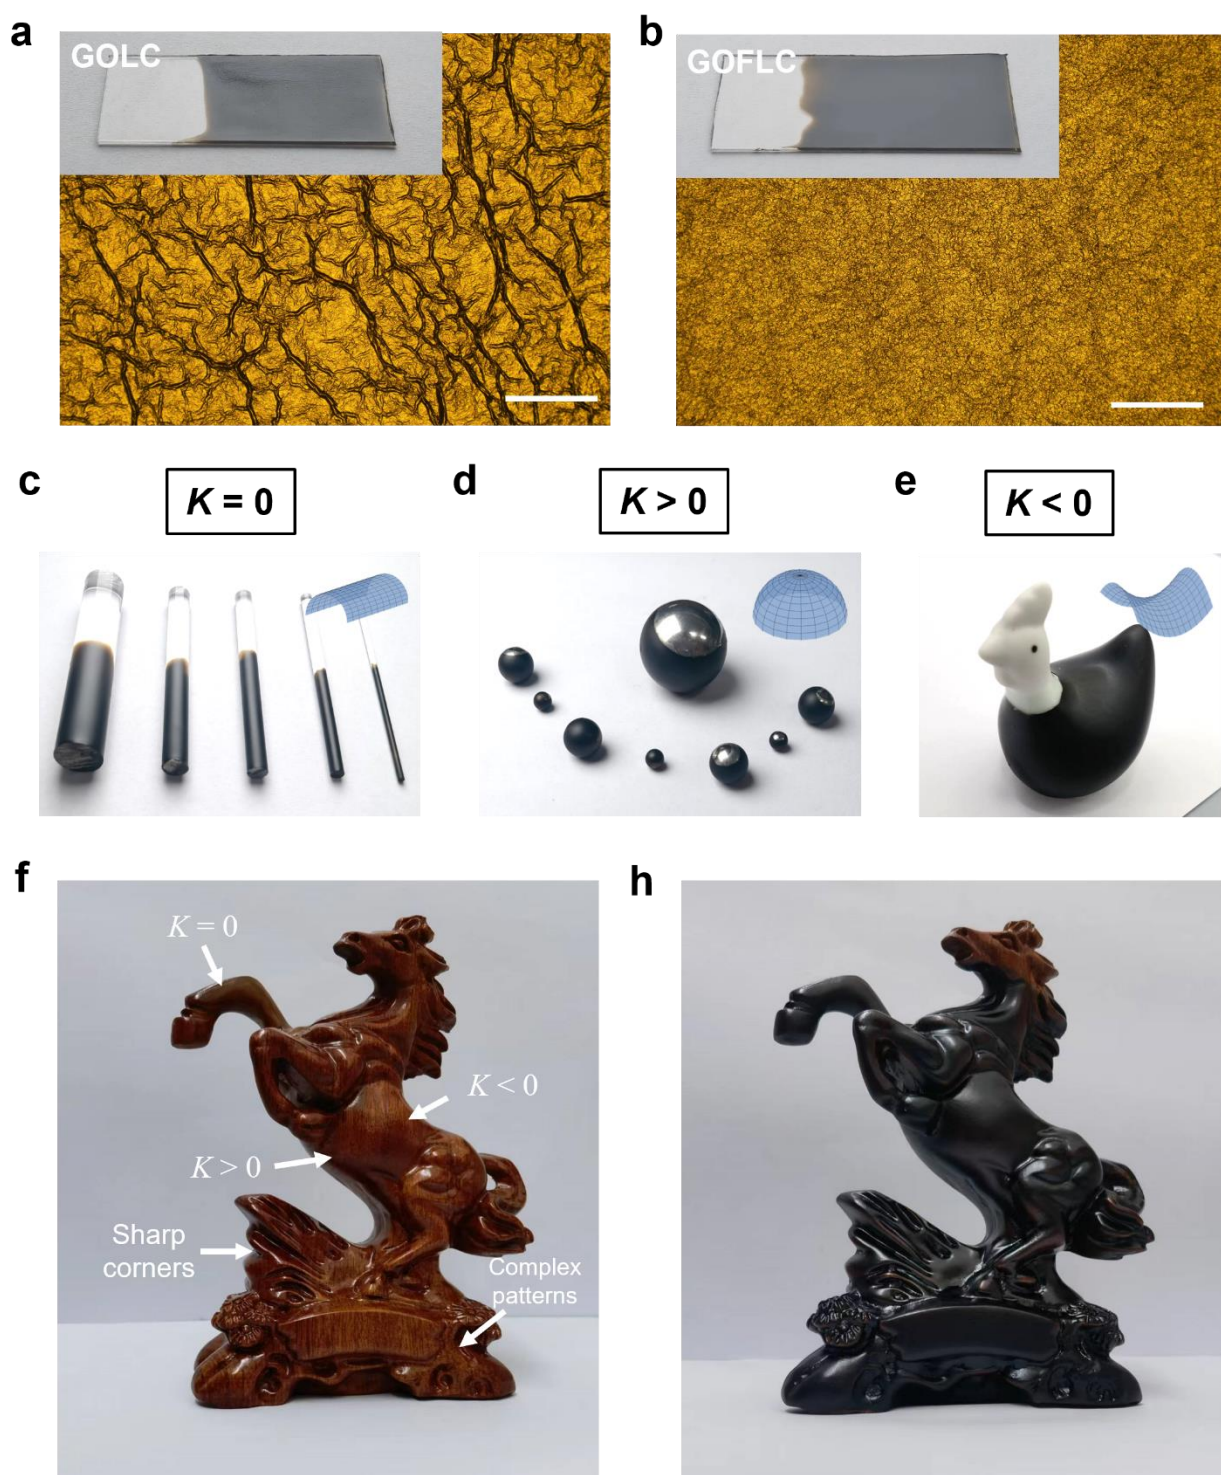 a
GOLC
b
GOFLC
c
K = 0
d
K > 0
e
K < 0
f
K = 0
K < 0
K > 0
Sharp
corners
Complex
patterns
h